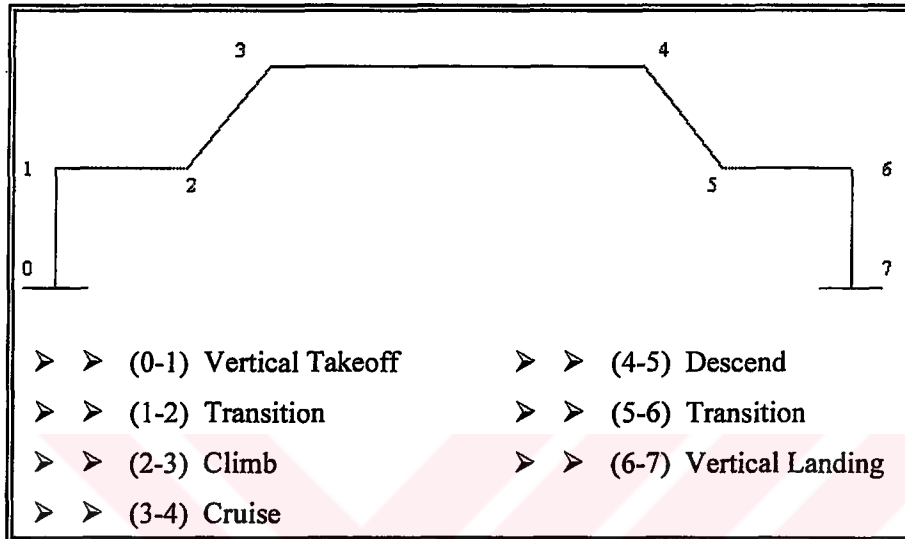 3
4
1
2
5
6
0
7
➢ ➢ (0-1) Vertical Takeoff
➢ ➢ (1-2) Transition
➢ ➢ (2-3) Climb
➢ ➢ (3-4) Cruise
➢ ➢ (4-5) Descend
➢ ➢ (5-6) Transition
➢ ➢ (6-7) Vertical Landing